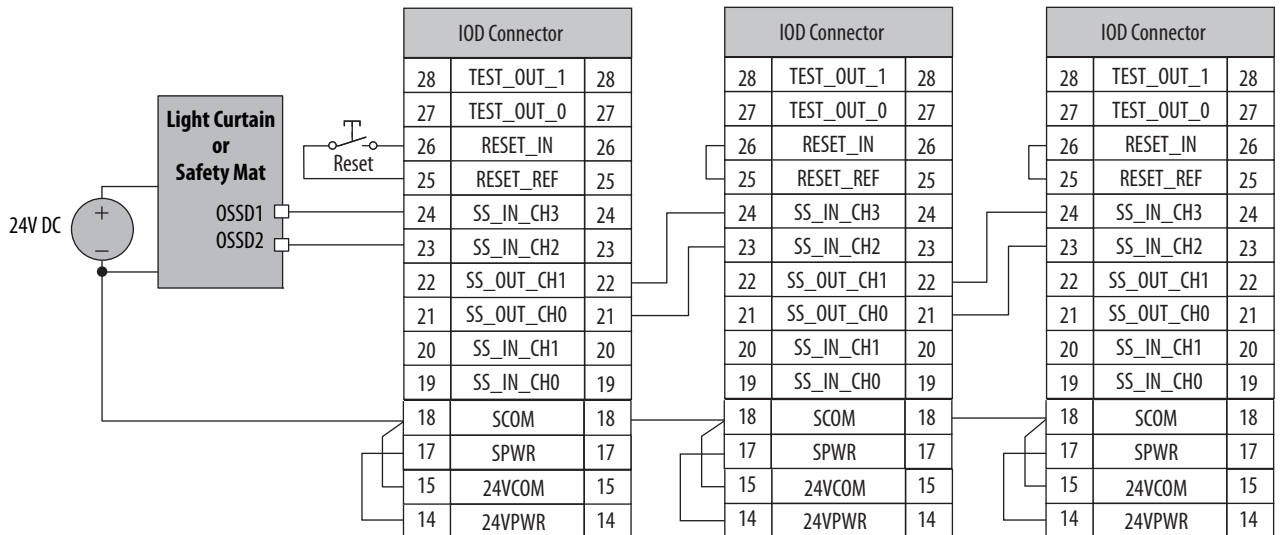 IOD Connector IOD Connector IOD Connector
28 TEST_OUT_1 28 28 TEST_OUT_1 28 28 TEST_OUT_1 28
27 TEST_OUT_0 27 27 TEST_OUT_0 27 27 TEST_OUT_0 27
Light Curtain
or
Safety Mat
Reset
26 RESET_IN 26 26 RESET_IN 26 26 RESET_IN 26
25 RESET_REF 25 25 RESET_REF 25 25 RESET_REF 25
24V DC
+
–
OSSD1
OSSD2
24 SS_IN_CH3 24 24 SS_IN_CH3 24 24 SS_IN_CH3 24
23 SS_IN_CH2 23 23 SS_IN_CH2 23 23 SS_IN_CH2 23
22 SS_OUT_CH1 22 22 SS_OUT_CH1 22 22 SS_OUT_CH1 22
21 SS_OUT_CH0 21 21 SS_OUT_CH0 21 21 SS_OUT_CH0 21
20 SS_IN_CH1 20 20 SS_IN_CH1 20 20 SS_IN_CH1 20
19 SS_IN_CH0 19 19 SS_IN_CH0 19 19 SS_IN_CH0 19
18 SCOM 18 18 SCOM 18 18 SCOM 18
17 SPWR 17 17 SPWR 17 17 SPWR 17
15 24VCOM 15 15 24VCOM 15 15 24VCOM 15
14 24VPWR 14 14 24VPWR 14 14 24VPWR 14